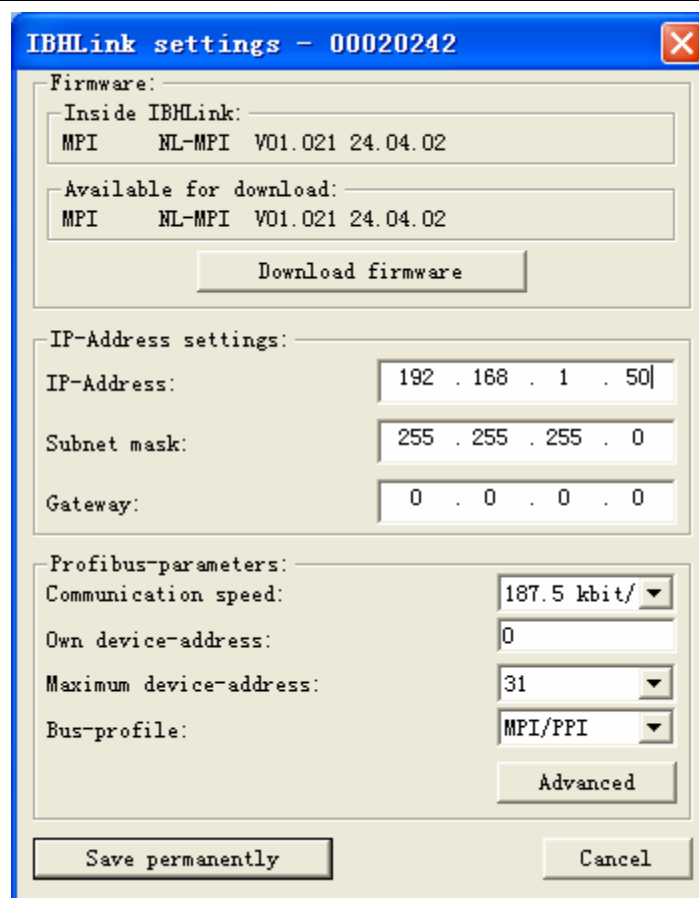 IBHLink settings - 00020242
Firmware:
Inside IBHLink:
MPI NL-MPI V01.021 24.04.02
Available for download:
MPI NL-MPI V01.021 24.04.02
Download firmware
IP-Address settings:
IP-Address: 192 . 168 . 1 . 50
Subnet mask: 255 . 255 . 255 . 0
Gateway: 0 . 0 . 0 . 0
Profibus-parameters:
Communication speed: 187.5 kbit/
Own device-address: 0
Maximum device-address: 31
Bus-profile: MPI/PPI
Advanced
Save permanently Cancel